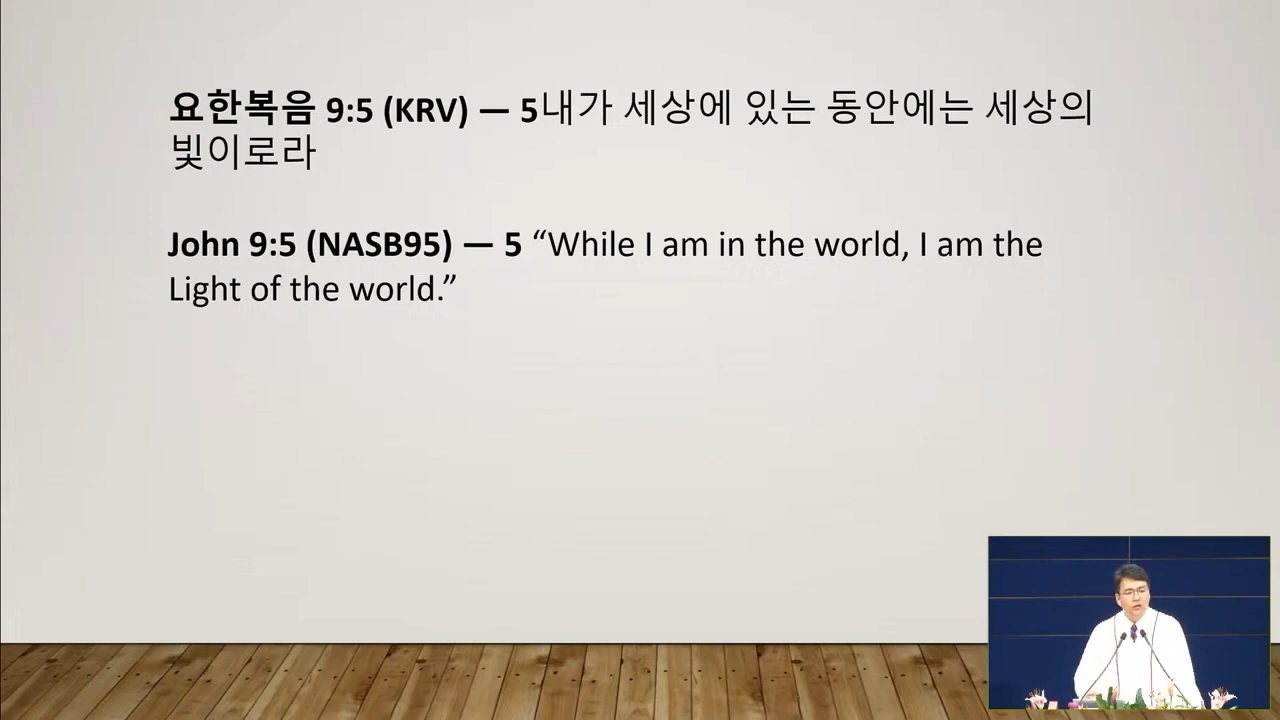 요한복음 9:5 (KRV) — 5내가 세상에 있는 동안에는 세상의
빛이로라
John 9:5 (NASB95) — 5 “While I am in the world, I am the
Light of the world.”